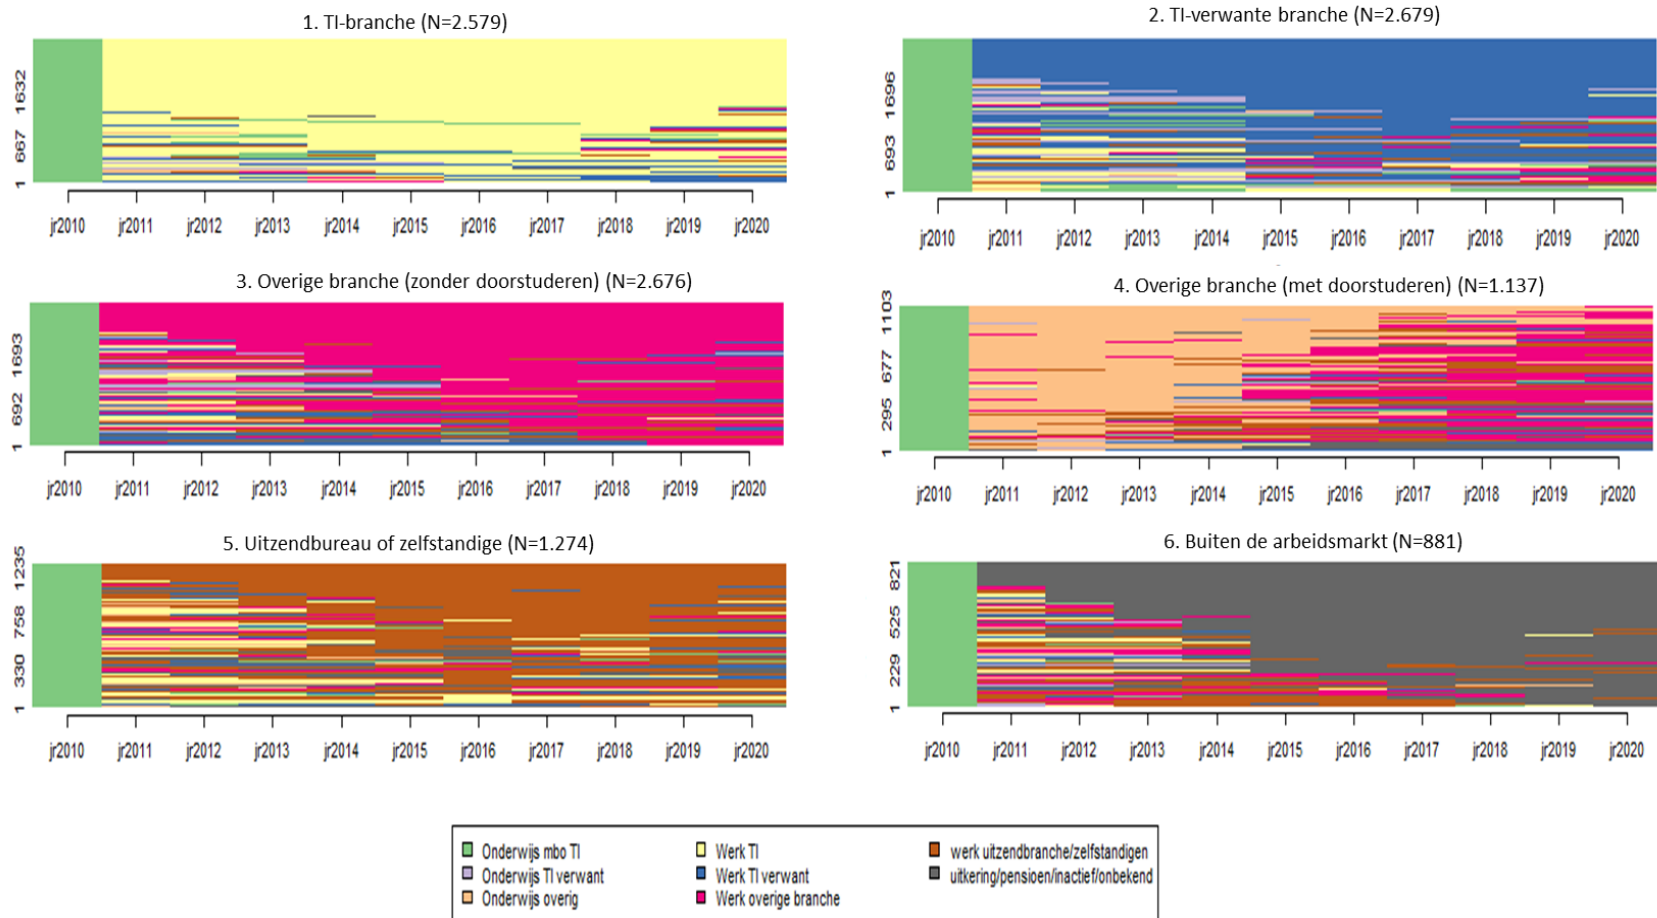 1. TI-branche (N=2.579)
1632
667
1
jr2010 jr2011 jr2012 jr2013 jr2014 jr2015 jr2016 jr2017 jr2018 jr2019 jr2020
2. TI-verwante branche (N=2.679)
1696
693
1
jr2010 jr2011 jr2012 jr2013 jr2014 jr2015 jr2016 jr2017 jr2018 jr2019 jr2020
3. Overige branche (zonder doorstuderen) (N=2.676)
1693
692
1
jr2010 jr2011 jr2012 jr2013 jr2014 jr2015 jr2016 jr2017 jr2018 jr2019 jr2020
4. Overige branche (met doorstuderen) (N=1.137)
1103
677
295
1
jr2010 jr2011 jr2012 jr2013 jr2014 jr2015 jr2016 jr2017 jr2018 jr2019 jr2020
5. Uitzendbureau of zelfstandige (N=1.274)
1235
758
330
1
jr2010 jr2011 jr2012 jr2013 jr2014 jr2015 jr2016 jr2017 jr2018 jr2019 jr2020
6. Buiten de arbeidsmarkt (N=881)
821
525
229
1
jr2010 jr2011 jr2012 jr2013 jr2014 jr2015 jr2016 jr2017 jr2018 jr2019 jr2020
Onderwijs mbo TI
Onderwijs TI verwant
Onderwijs overig
Werk TI
Werk TI verwant
Werk overige branche
werk uitzendbranche/zelfstandigen
uitkering/pensioen/inactief/onbekend